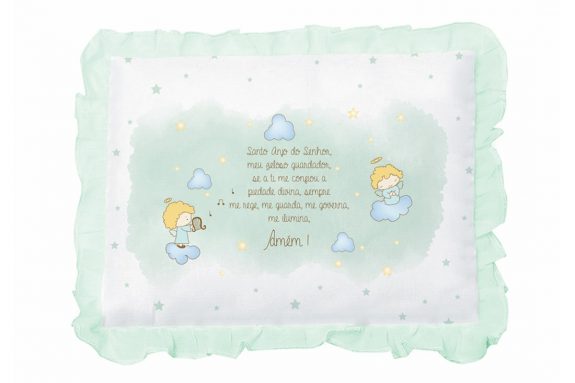 Santo Anjo do Senhor,
meu zeloso guardador,
se a ti me confiou a
piedade divina, sempre
me rege, me guarda, me governa,
me ilumina,
Amém!